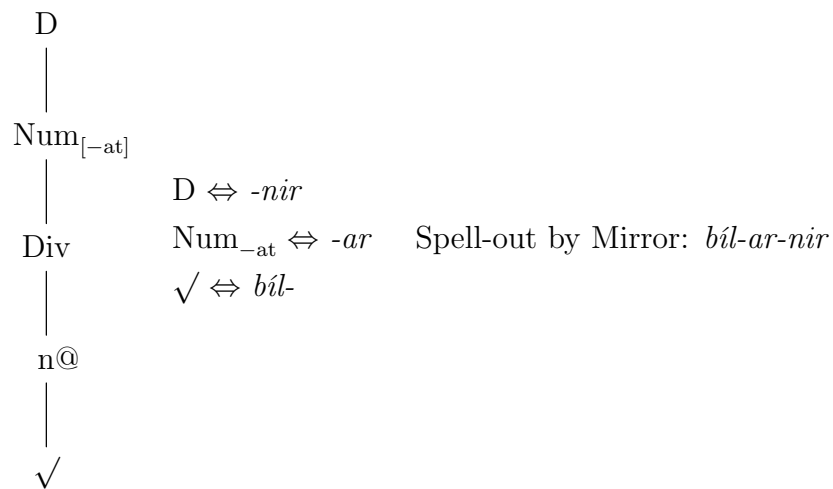 D
Num[−at]
D ⇔ -nir
Num−at ⇔ -ar Spell-out by Mirror: bíl-ar-nir
Div
√ ⇔ bíl-
n@
√